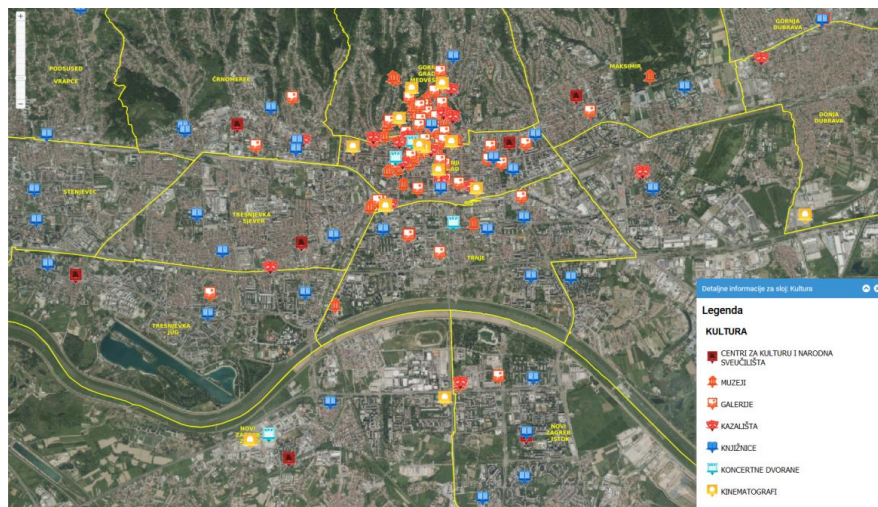 GORNJA
DUBRAVA
PODSUSED
VRAPČE
ČRNOMEREC
GORNJI
GRAD
MEDVEŠ
MAKSIMIR
DONJA
DUBRAVA
STENJEVEC
TREŠNJEVKA
SJEVER
TRNJE
TREŠNJEVKA
JUG
NOVI
NOVI
ZAGREB
ISTOK
Detaljne informacije za sloj: Kultura
Legenda
KULTURA
CENTRI ZA KULTURU I NARODNA
SVEUČILIŠTA
MUZEJI
GALERIJE
KAZALIŠTA
KNJIŽNICE
KONCERTNE DVORANE
KINEMATOGRAFI